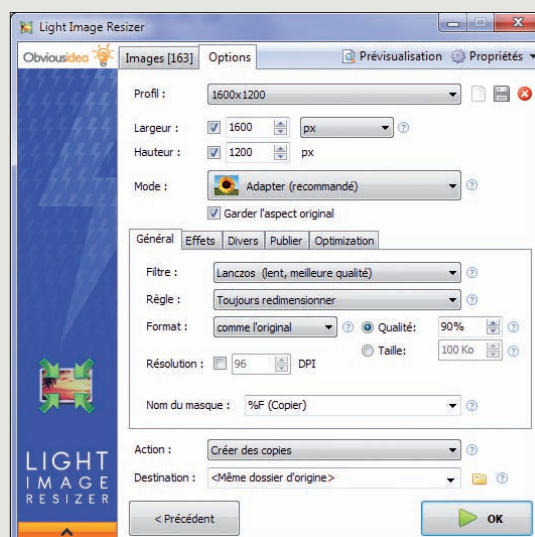 Light Image Resizer
Obviousidea Images [163] Options Prévisualisation Propriétés
Profil : 1600x1200
Largeur : 1600 px
Hauteur : 1200 px
Mode : Adapter (recommandé)
Garder l'aspect original
Général Effets Divers Publier Optimization
Filtre : Lanczos (lent, meilleure qualité)
Règle : Toujours redimensionner
Format : comme l'original Qualité: 90%
Taille: 100 Ko
Résolution : 96 DPI
Nom du masque : %F (Copier)
Action : Créer des copies
Destination : <Même dossier d'origine>
LIGHT
IMAGE
RESIZER
< Précédent OK